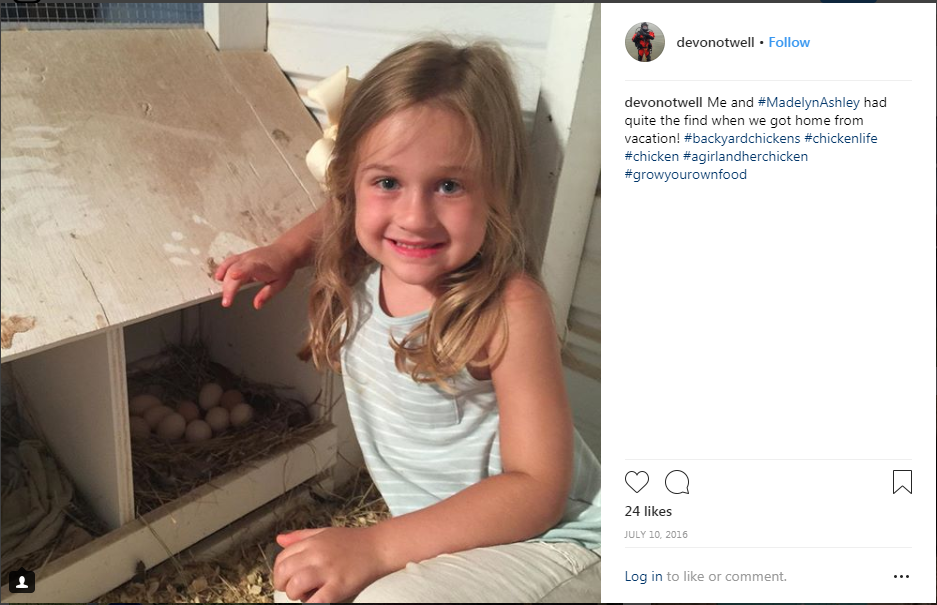 devonotwell • Follow
devonotwell Me and #MadelynAshley had
quite the find when we got home from
vacation! #backyardchickens #chickenlife
#chicken #agirlandherchicken
#growyourownfood
24 likes
JULY 10, 2016
Log in to like or comment.